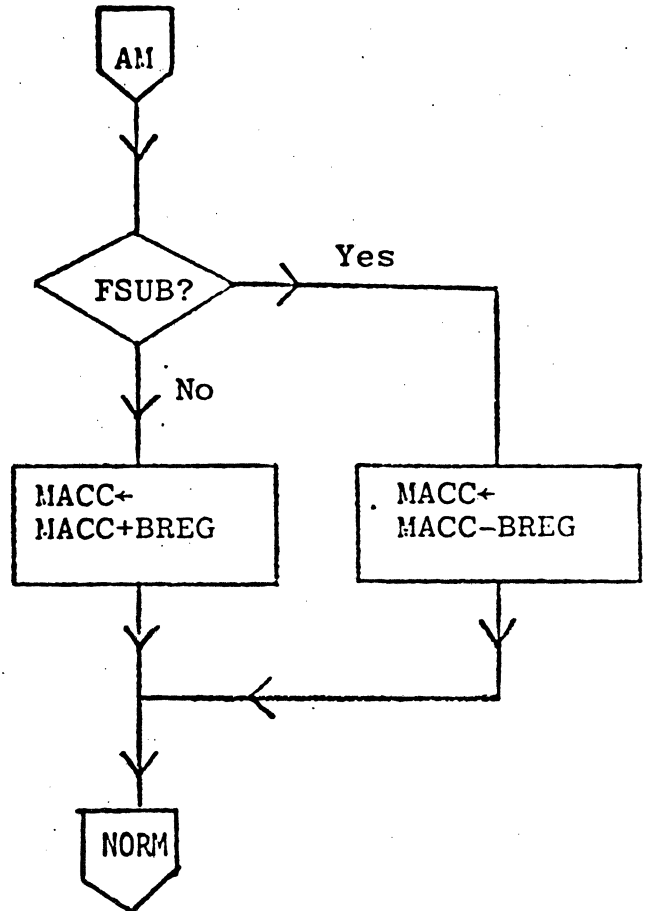 AM
FSUB?
Yes
No
MACC←
MACC+BREG
MACC←
MACC-BREG
NORM